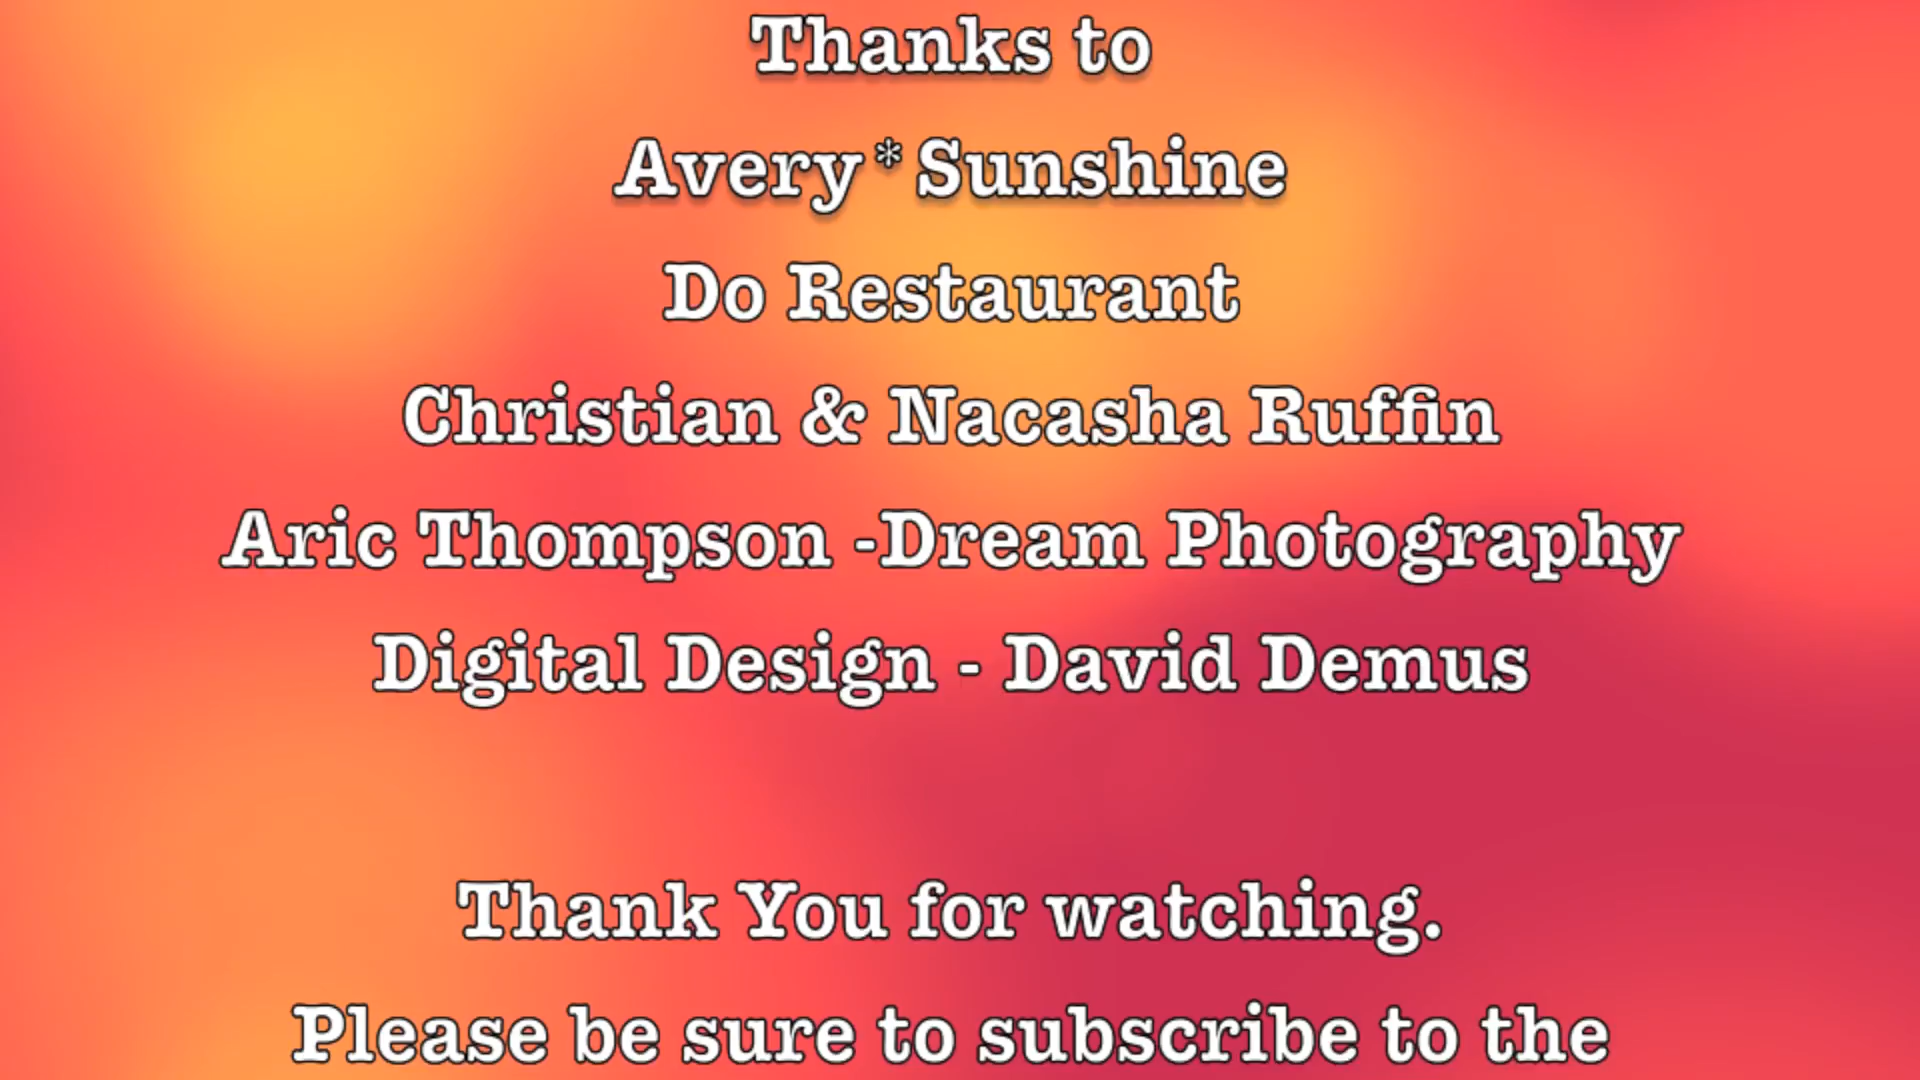 Thanks to
Avery*Sunshine
Do Restaurant
Christian & Nacasha Ruffin
Aric Thompson -Dream Photography
Digital Design - David Demus
Thank You for watching.
Please be sure to subscribe to the